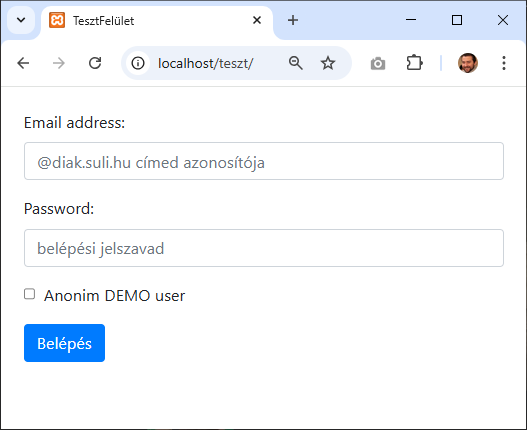 TesztFelület
localhost/teszt/
Email address:
@diak.suli.hu címed azonosítója
Password:
belépési jelszavad
Anonim DEMO user
Belépés